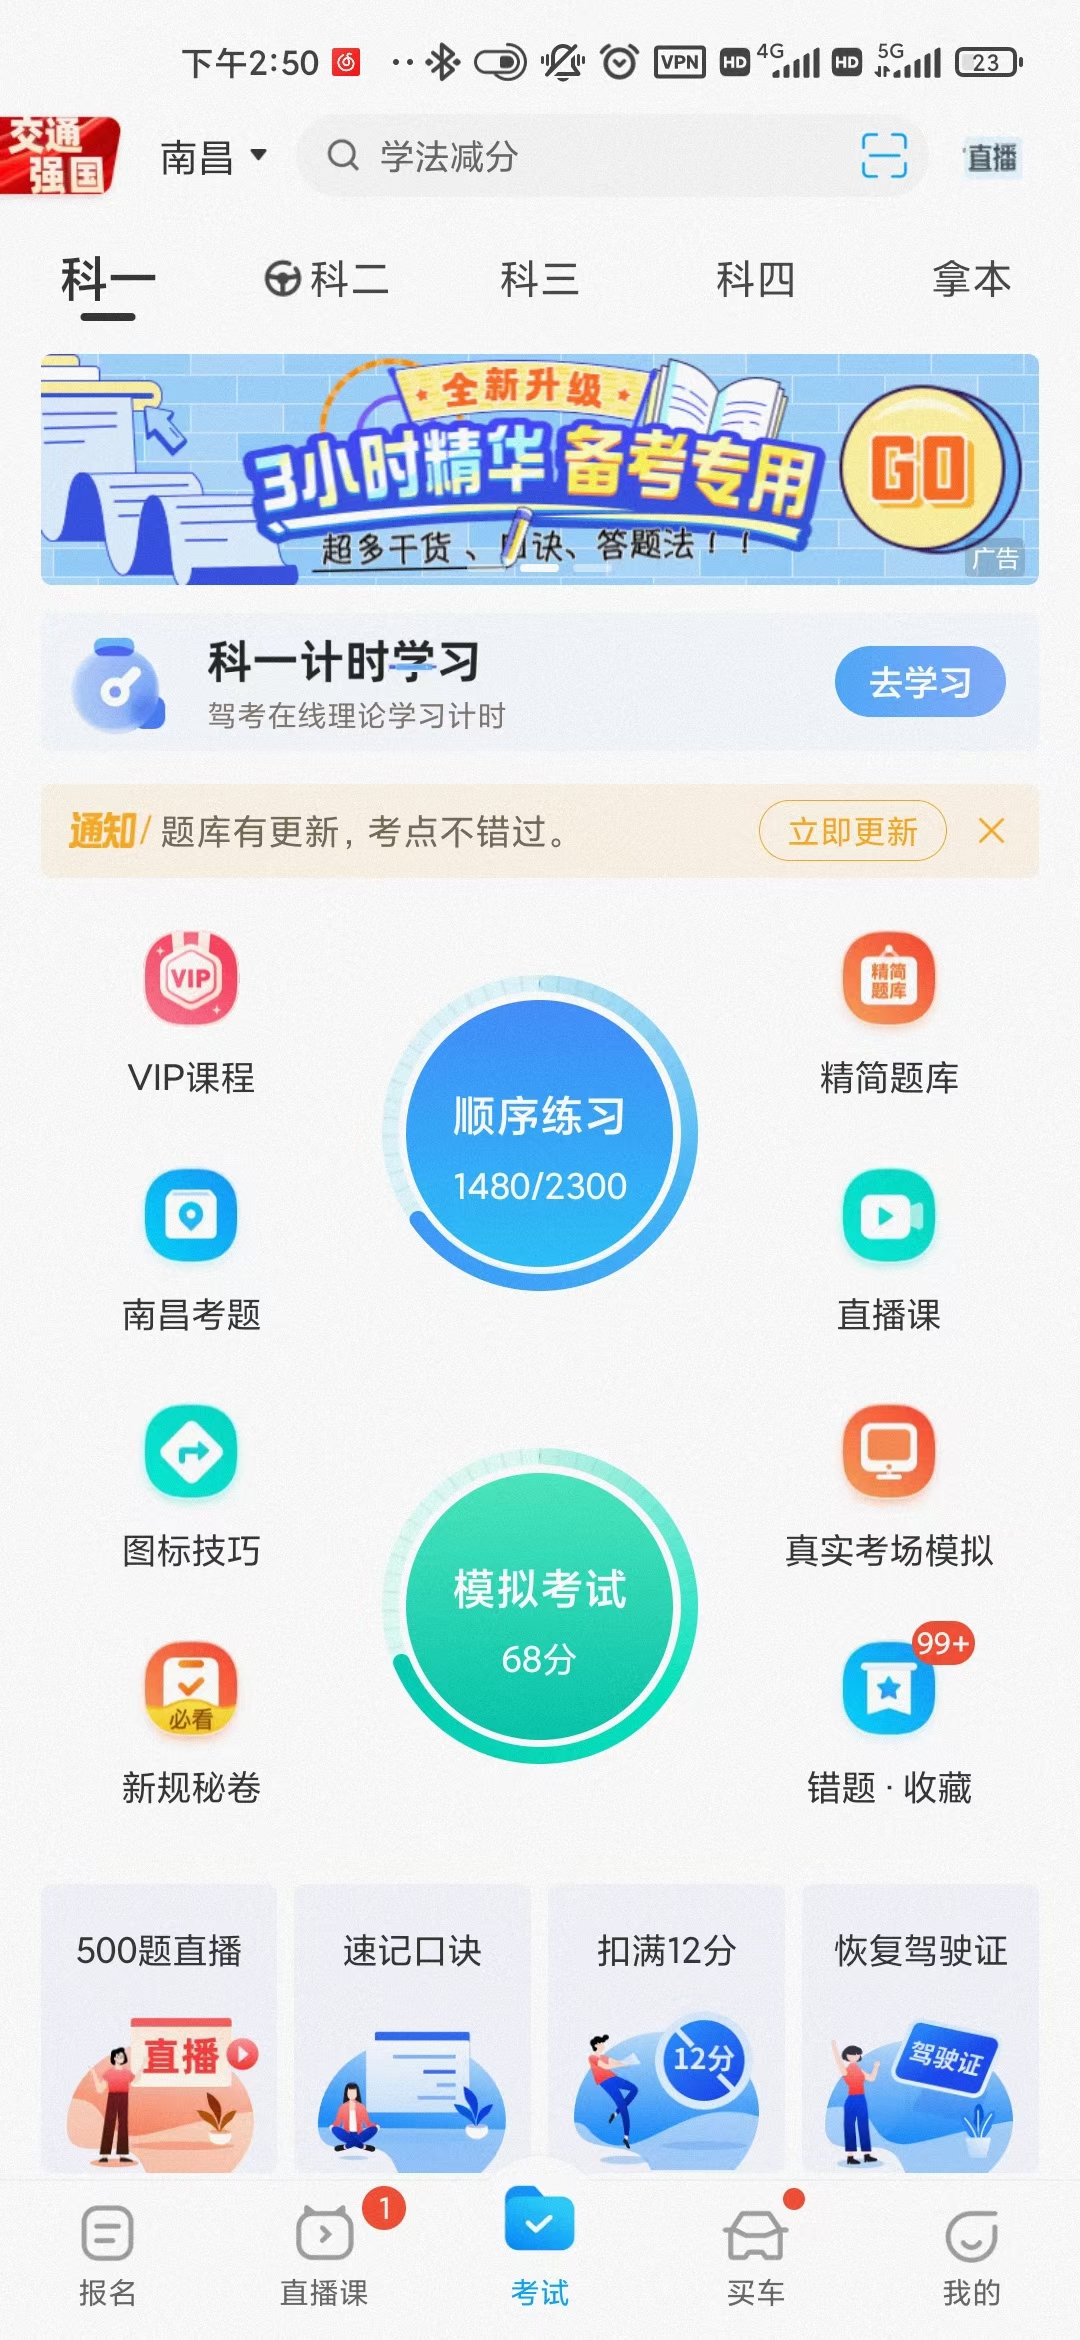 下午2:50
VPN
HD
4G
HD
5G
23
交通
强国
南昌
学法减分
直播
科一
科二
科三
科四
拿本
全新升级
3小时精华 备考专用
GO
超多干货、口诀、答题法！！
广告
科一计时学习
驾考在线理论学习计时
去学习
通知/ 题库有更新，考点不错过。
立即更新
VIP
VIP课程
精简
题库
精简题库
顺序练习
1480/2300
南昌考题
直播课
图标技巧
真实考场模拟
模拟考试
68分
必看
新规秘卷
99+
错题·收藏
500题直播
速记口诀
扣满12分
恢复驾驶证
直播
12分
驾驶证
报名
1
直播课
考试
买车
我的